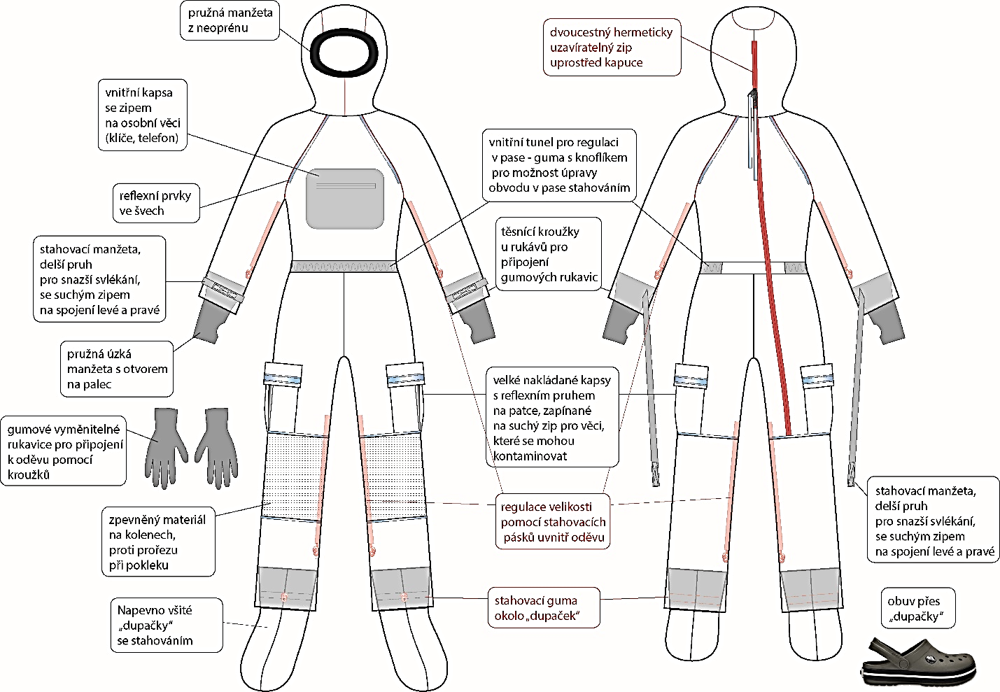 pružná manžeta
z neoprénu
dvoucestný hermeticky
uzavíratelný zip
uprostřed kapuce
vnitřní kapsa
se zipem
na osobní věci
(klíče, telefon)
vnitřní tunel pro regulaci
v pase - guma s knoflíkem
pro možnost úpravy
obvodu v pase stahováním
reflexní prvky
ve švech
těsnící kroužky
u rukávů pro
připojení
gumových rukavic
stahovací manžeta,
delší pruh
pro snazší svlékání,
se suchým zipem
na spojení levé a pravé
pružná úzká
manžeta s otvorem
na palec
velké nakládané kapsy
s reflexním pruhem
na patce, zapínané
na suchý zip pro věci,
které se mohou
kontaminovat
gumové vyměnitelné
rukavice pro připojení
k oděvu pomocí
kroužků
regulace velikosti
pomocí stahovacích
pásků uvnitř oděvu
stahovací manžeta,
delší pruh
pro snazší svlékání,
se suchým zipem
na spojení levé a pravé
zpevněný materiál
na kolenech,
proti prořezu
při pokleku
stahovací guma
okolo „dupaček“
Napevno všité
„dupačky“
se stahováním
obuv přes
„dupačky“